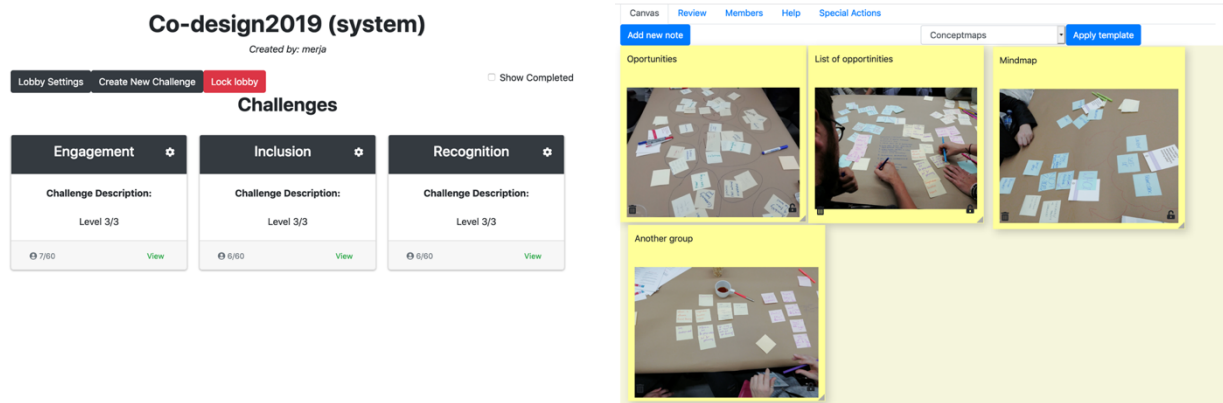 Co-design2019 (system)
Created by: merja
Lobby Settings Create New Challenge Lock lobby
Show Completed
Challenges
Engagement
Challenge Description:
Level 3/3
7/60 View
Inclusion
Challenge Description:
Level 3/3
6/60 View
Recognition
Challenge Description:
Level 3/3
6/60 View
Canvas Review Members Help Special Actions
Add new note Conceptmaps Apply template
Oportunities
List of opportinities
Mindmap
Another group